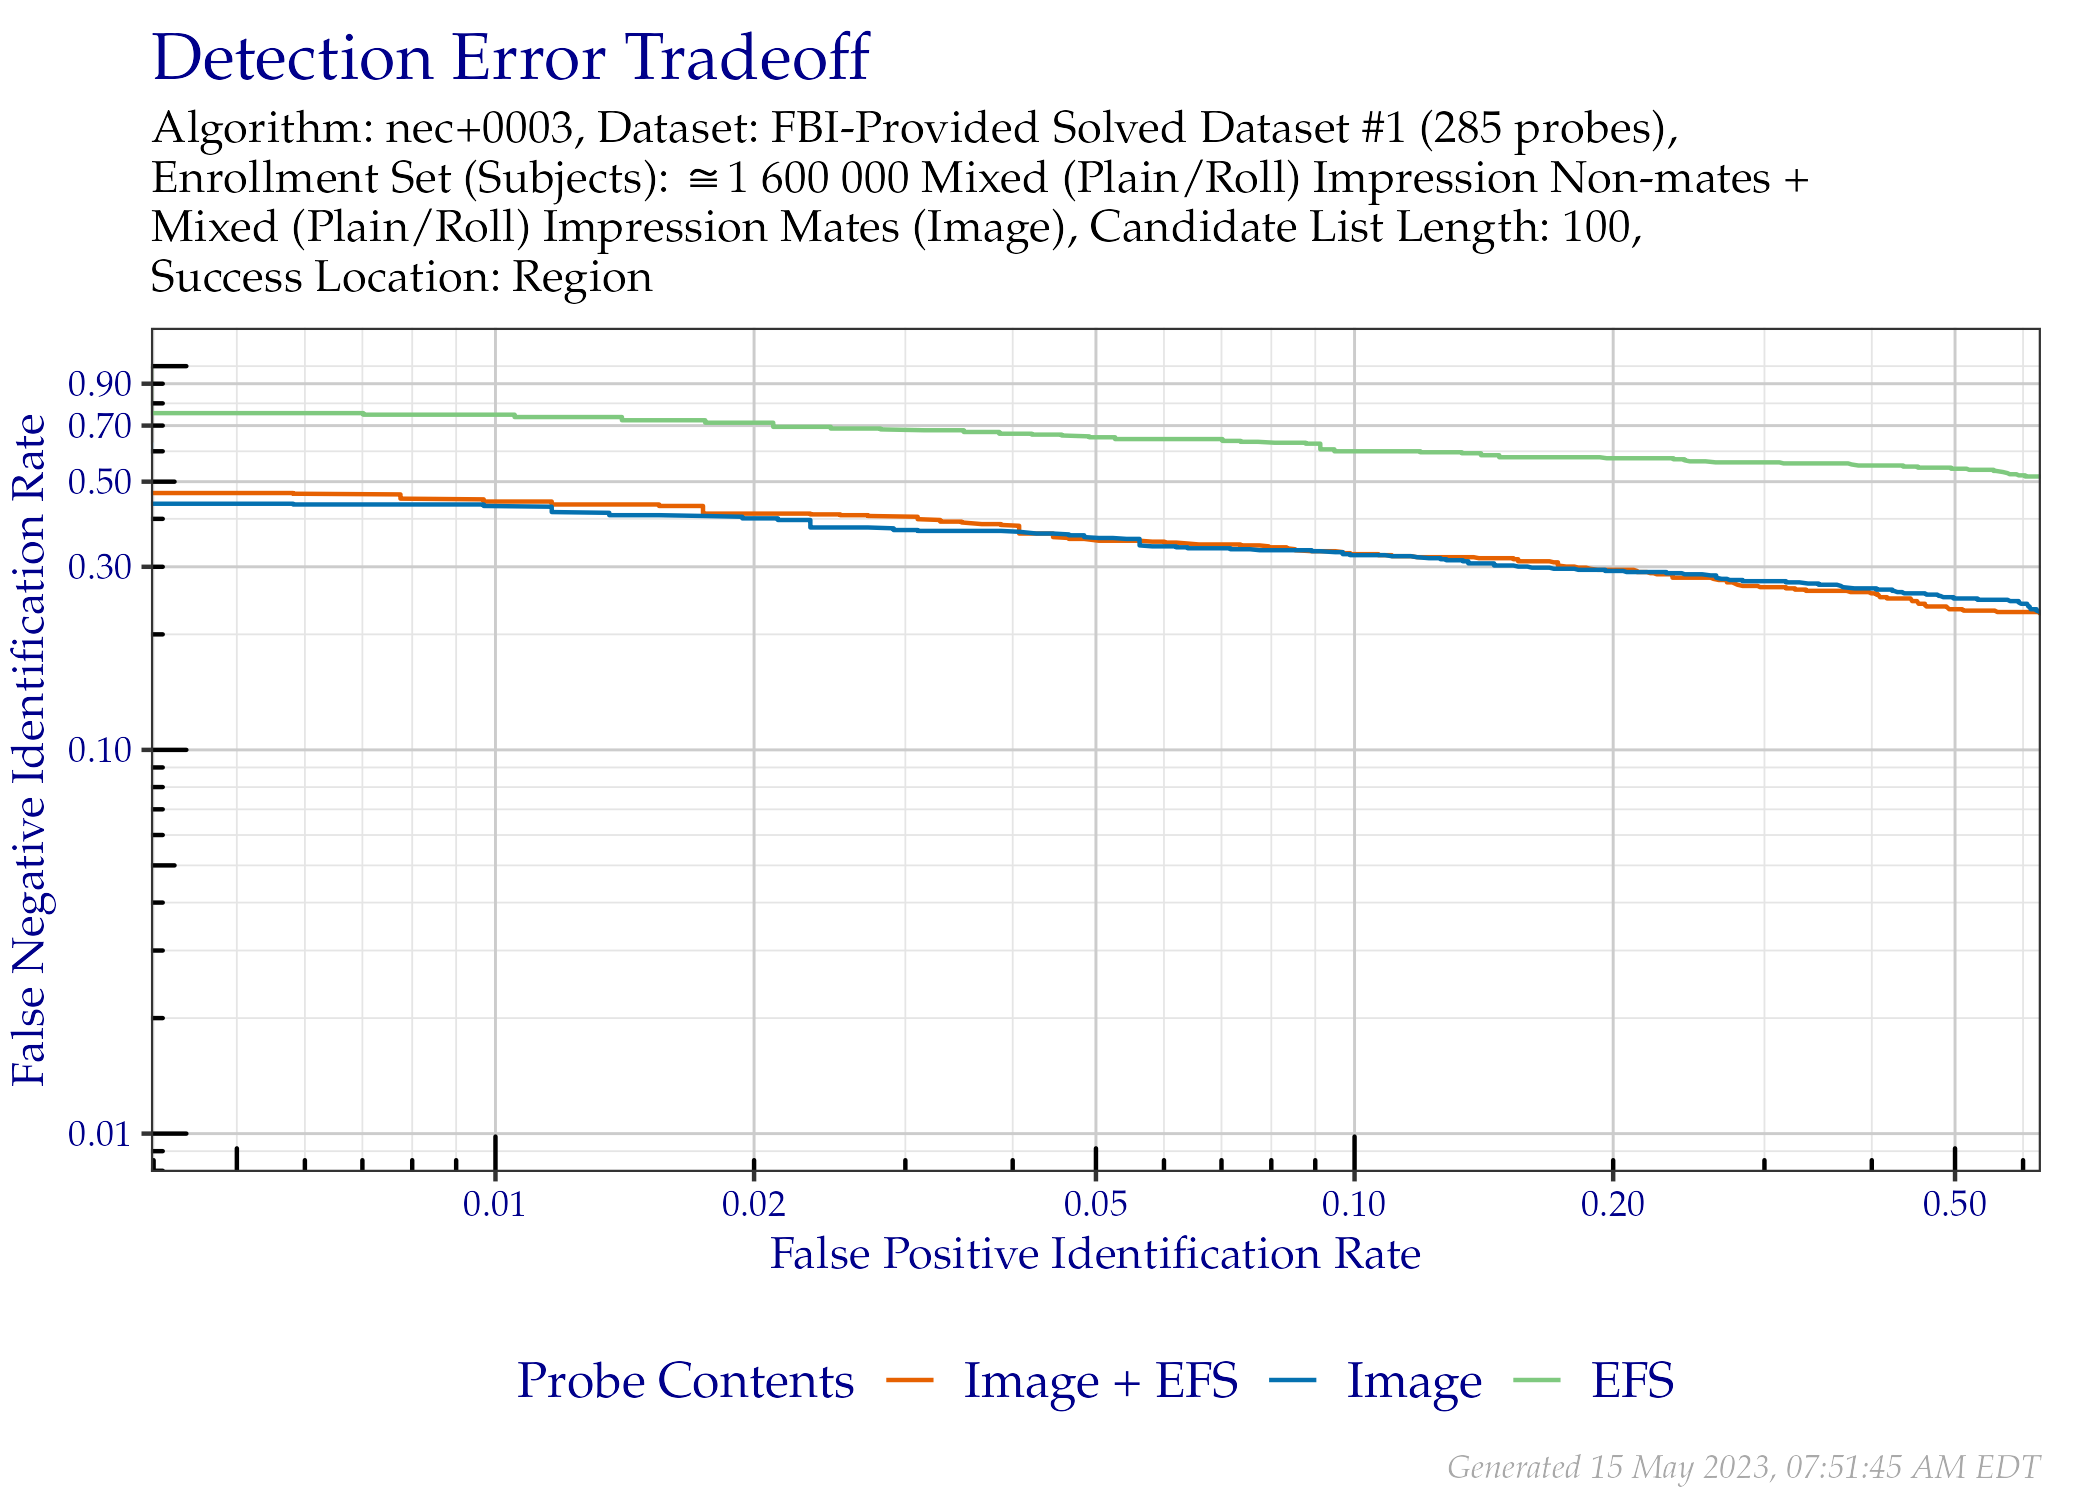 Detection Error Tradeoff
Algorithm: nec+0003, Dataset: FBI-Provided Solved Dataset #1 (285 probes),
Enrollment Set (Subjects): ≅1 600 000 Mixed (Plain/Roll) Impression Non-mates +
Mixed (Plain/Roll) Impression Mates (Image), Candidate List Length: 100,
Success Location: Region
False Negative Identification Rate
0.90
0.70
0.50
0.30
0.10
0.01
0.01 0.02 0.05 0.10 0.20 0.50
False Positive Identification Rate
Probe Contents Image + EFS Image EFS
Generated 15 May 2023, 07:51:45 AM EDT